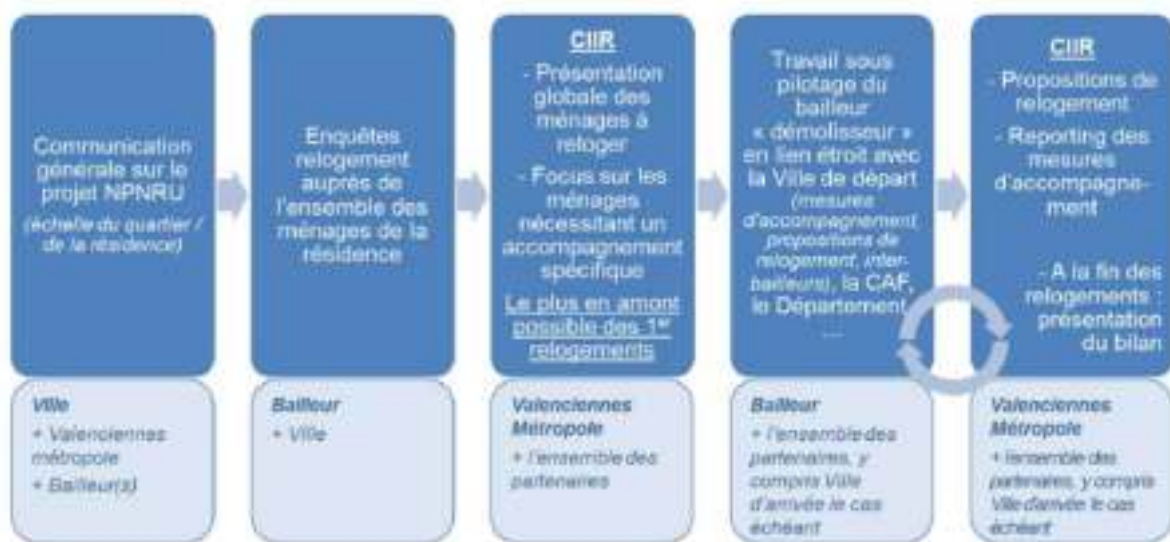 Communication
générale sur le
projet NPNRU
(échelle du quartier /
de la résidence)
Ville
+ Valenciennes
métropole
+ Bailleur(s)
Enquêtes
relogement
auprès de
l'ensemble des
ménages de la
résidence
Bailleur
+ Ville
CIIR
- Présentation
globale des
ménages à
reloger
- Focus sur les
ménages
nécessitant un
accompagnement
spécifique
Le plus en amont
possible des 1er
relogements
Valenciennes
Métropole
+ l'ensemble des
partenaires
Travail sous
pilotage du
bailleur
« démolisseur »
en lien étroit avec
la Ville de départ
(mesures
d'accompagnement,
propositions de
relogement, inter-
bailleurs), la CAF,
le Département,
...
Bailleur
+ l'ensemble des
partenaires, y
compris Ville
d'arrivée le cas
échéant
CIIR
- Propositions de
relogement
- Reporting des
mesures
d'accompagne-
ment
- A la fin des
relogements :
présentation
du bilan
Valenciennes
Métropole
+ l'ensemble des
partenaires, y compris
Ville d'arrivée le cas
échéant